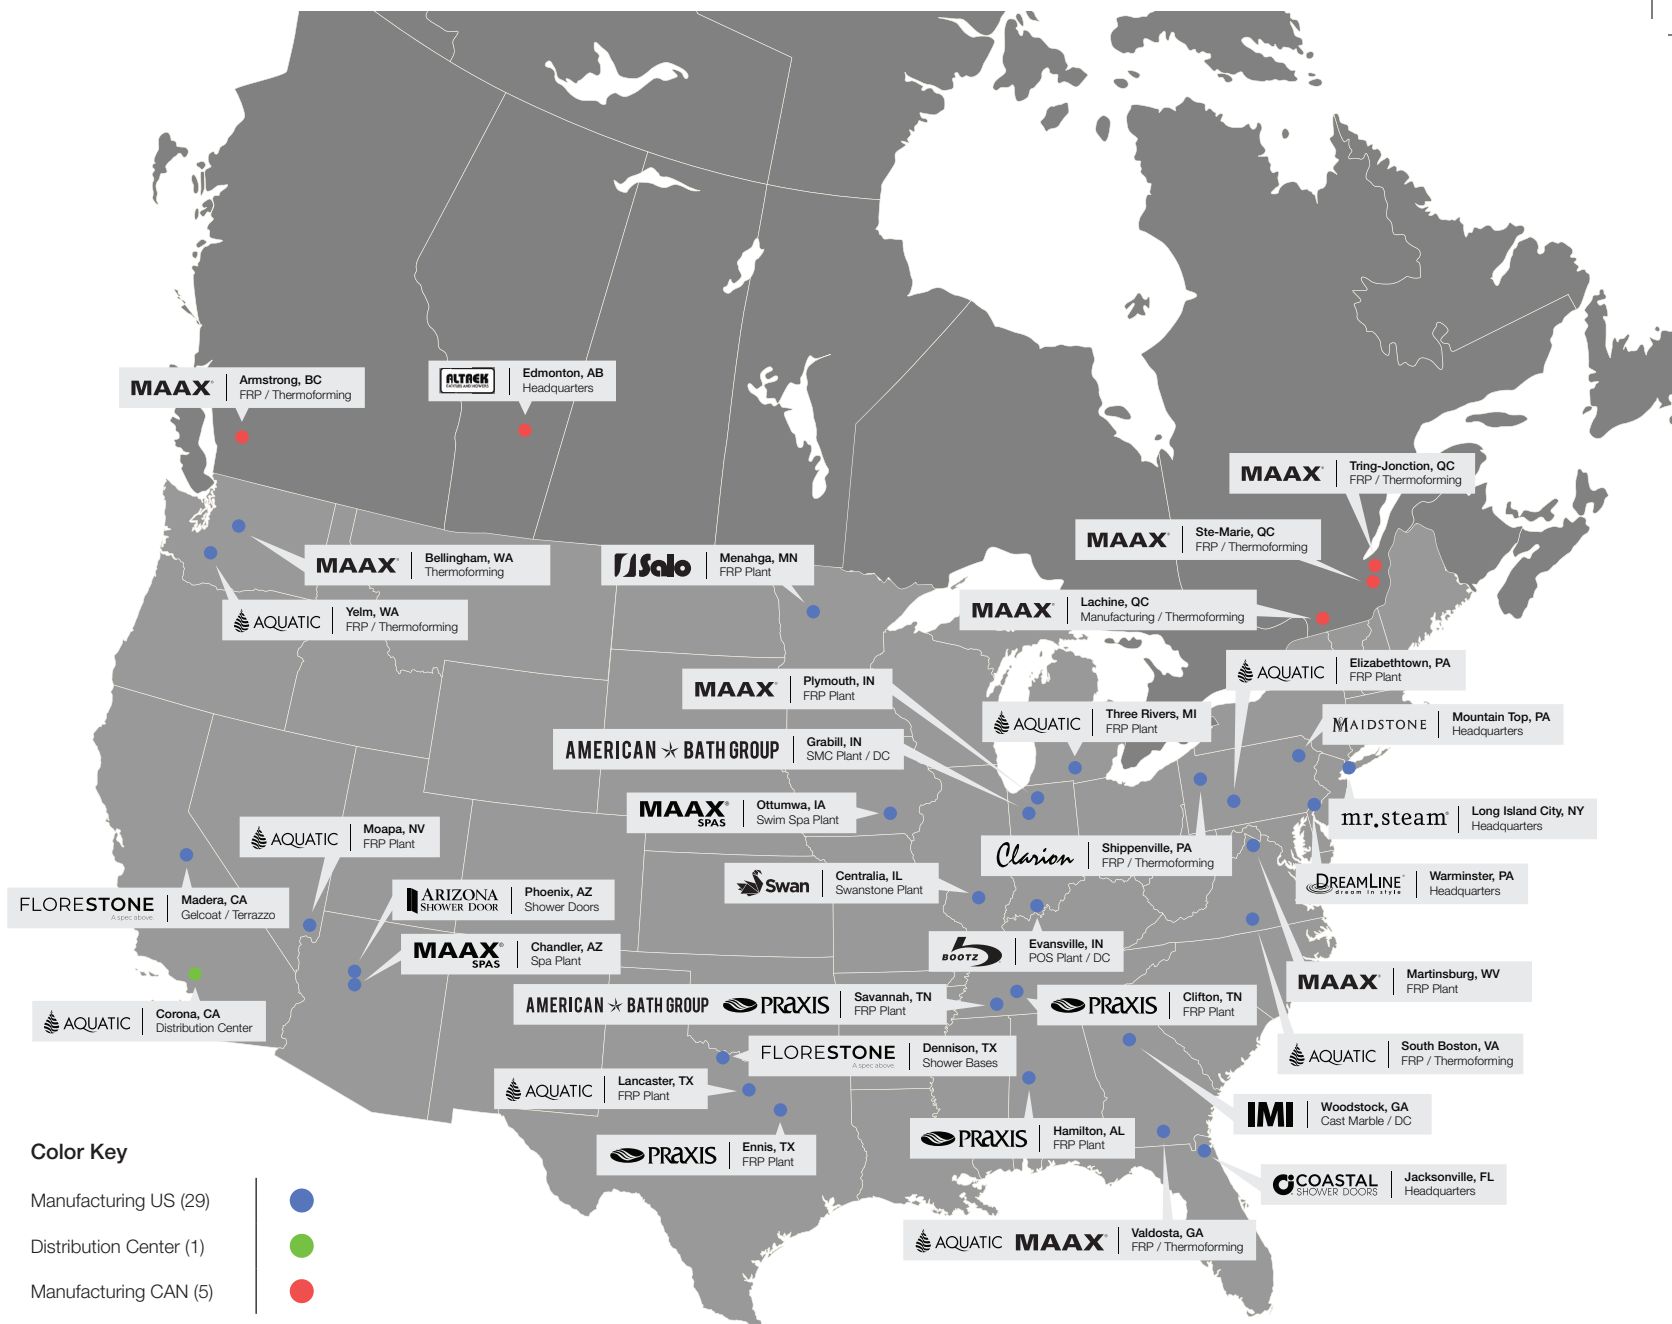 MAAX
Armstrong, BC
FRP / Thermoforming
ALTAEK
Edmonton, AB
Headquarters
MAAX
Tring-Jonction, QC
FRP / Thermoforming
MAAX
Ste-Marie, QC
FRP / Thermoforming
MAAX
Bellingham, WA
Thermoforming
Salo
Menahga, MN
FRP Plant
MAAX
Lachine, QC
Manufacturing / Thermoforming
AQUATIC
Yelm, WA
FRP / Thermoforming
AQUATIC
Elizabethtown, PA
FRP Plant
MAAX
Plymouth, IN
FRP Plant
AQUATIC
Three Rivers, MI
FRP Plant
MAIDSTONE
Mountain Top, PA
Headquarters
AMERICAN BATH GROUP
Grabill, IN
SMC Plant / DC
MAAX
SPAS
Ottumwa, IA
Swim Spa Plant
mr.steam
Long Island City, NY
Headquarters
AQUATIC
Moapa, NV
FRP Plant
Clarion
Shippenville, PA
FRP / Thermoforming
Swan
Centralia, IL
Swanstone Plant
DREAMLINE
dream in style
Warminster, PA
Headquarters
FLORESTONE
A spec above
Madera, CA
Gelcoat / Terrazzo
ARIZONA
SHOWER DOOR
Phoenix, AZ
Shower Doors
MAAX
SPAS
Chandler, AZ
Spa Plant
BOOTZ
Evansville, IN
POS Plant / DC
MAAX
Martinsburg, WV
FRP Plant
AMERICAN BATH GROUP
PRAXIS
Savannah, TN
FRP Plant
PRAXIS
Clifton, TN
FRP Plant
AQUATIC
Corona, CA
Distribution Center
FLORESTONE
A spec above
Dennison, TX
Shower Bases
AQUATIC
South Boston, VA
FRP / Thermoforming
AQUATIC
Lancaster, TX
FRP Plant
IMI
Woodstock, GA
Cast Marble / DC
PRAXIS
Hamilton, AL
FRP Plant
PRAXIS
Ennis, TX
FRP Plant
COASTAL
SHOWER DOORS
Jacksonville, FL
Headquarters
AQUATIC
MAAX
Valdosta, GA
FRP / Thermoforming
Color Key
Manufacturing US (29)
Distribution Center (1)
Manufacturing CAN (5)